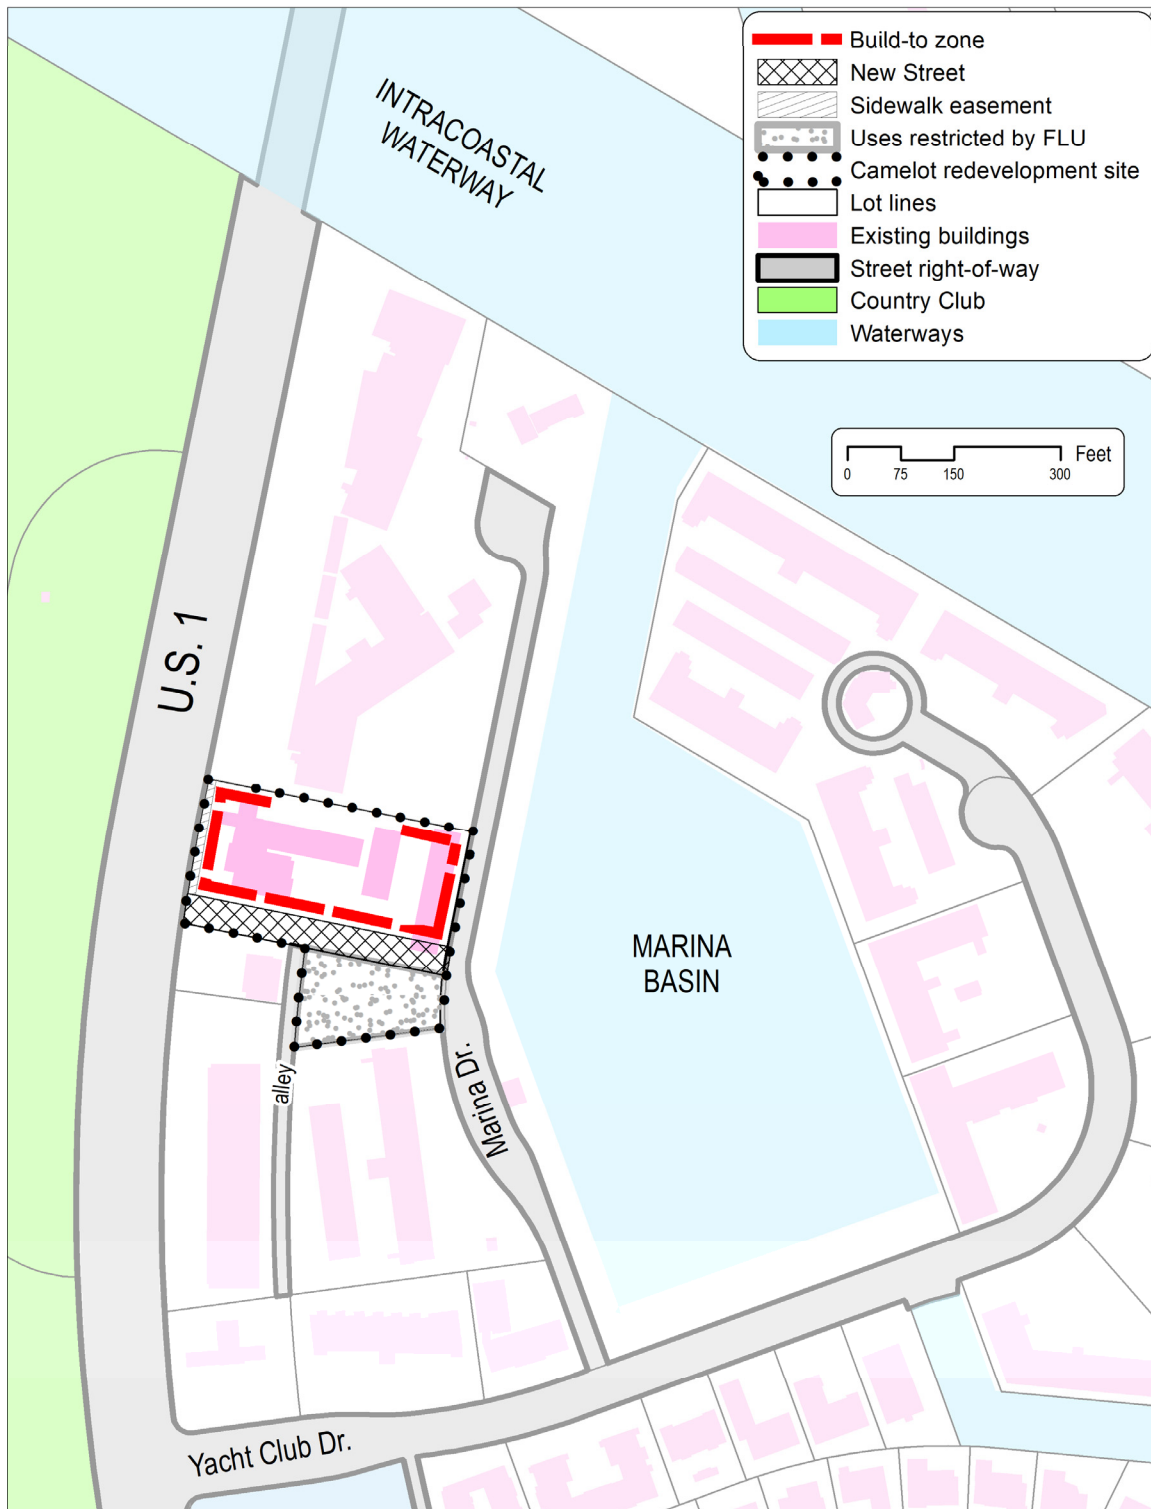 Build-to zone
New Street
Sidewalk easement
Uses restricted by FLU
Camelot redevelopment site
Lot lines
Existing buildings
Street right-of-way
Country Club
Waterways
INTRACOASTAL
WATERWAY
Feet
0 75 150 300
U.S. 1
MARINA
BASIN
alley
Marina Dr.
Yacht Club Dr.